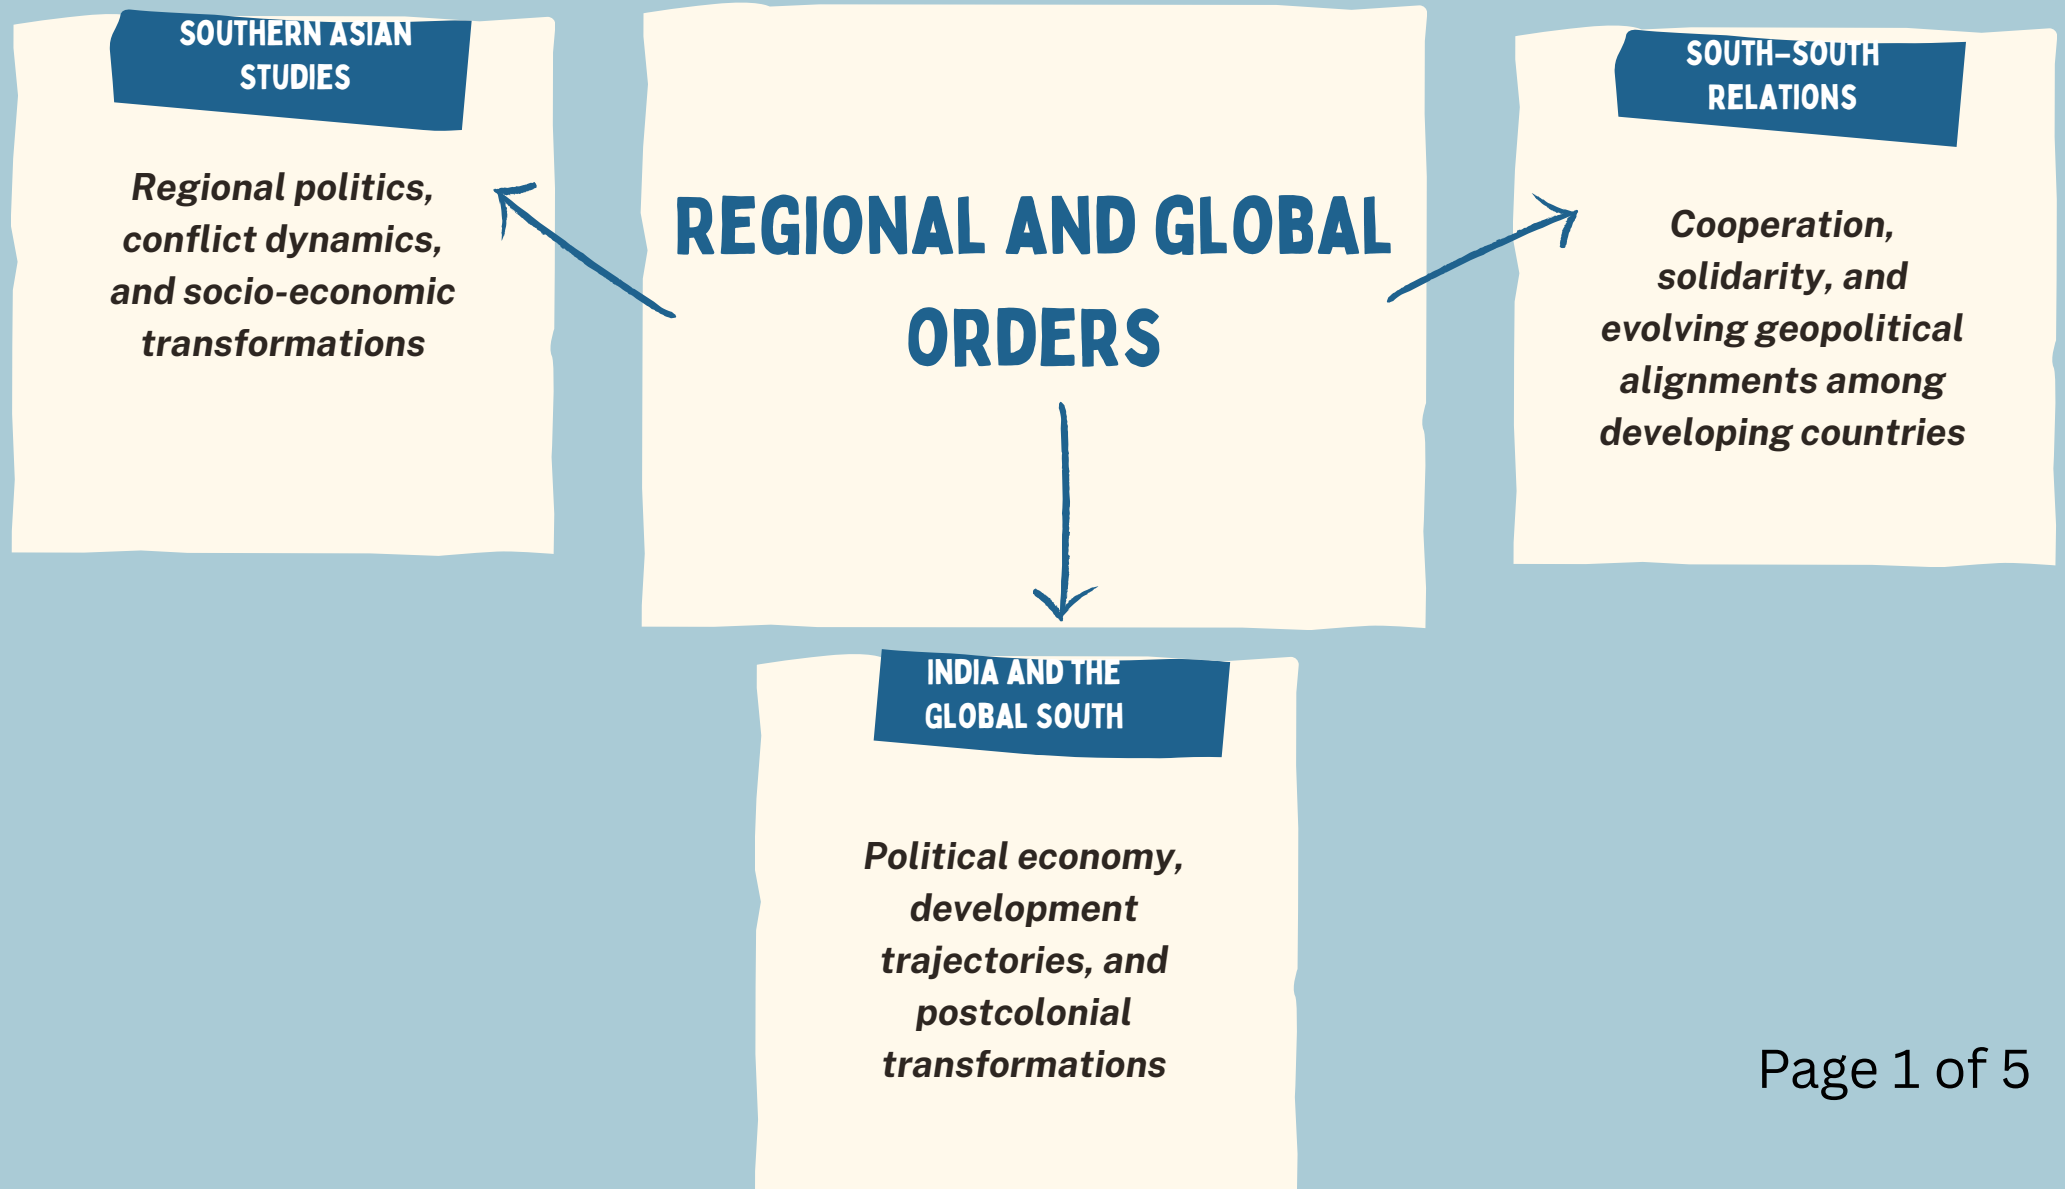 SOUTHERN ASIAN
STUDIES
Regional politics,
conflict dynamics,
and socio-economic
transformations
REGIONAL AND GLOBAL
ORDERS
SOUTH-SOUTH
RELATIONS
Cooperation,
solidarity, and
evolving geopolitical
alignments among
developing countries
INDIA AND THE
GLOBAL SOUTH
Political economy,
development
trajectories, and
postcolonial
transformations
Page 1 of 5